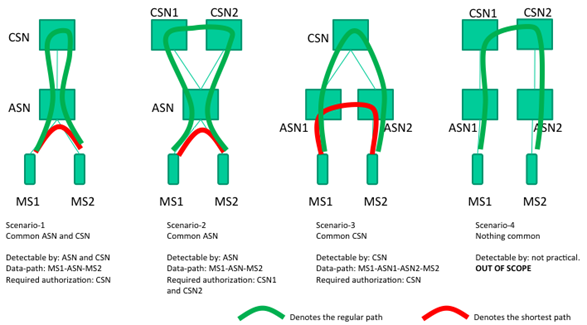 CSN1 CSN2 CSN1 CSN2
CSN CSN
ASN ASN
ASN1 ASN2 ASN1 ASN2
MS1 MS2 MS1 MS2 MS1 MS2 MS1 MS2
Scenario-1
Common ASN and CSN
Detectable by: ASN and CSN
Data-path: MS1-ASN-MS2
Required authorization: CSN
Scenario-2
Common ASN
Detectable by: ASN
Data-path: MS1-ASN-MS2
Required authorization: CSN1
and CSN2
Scenario-3
Common CSN
Detectable by: CSN
Data-path: MS1-ASN1-ASN2-MS2
Required authorization: CSN
Scenario-4
Nothing common
Detectable by: not practical.
OUT OF SCOPE
Denotes the regular path
Denotes the shortest path